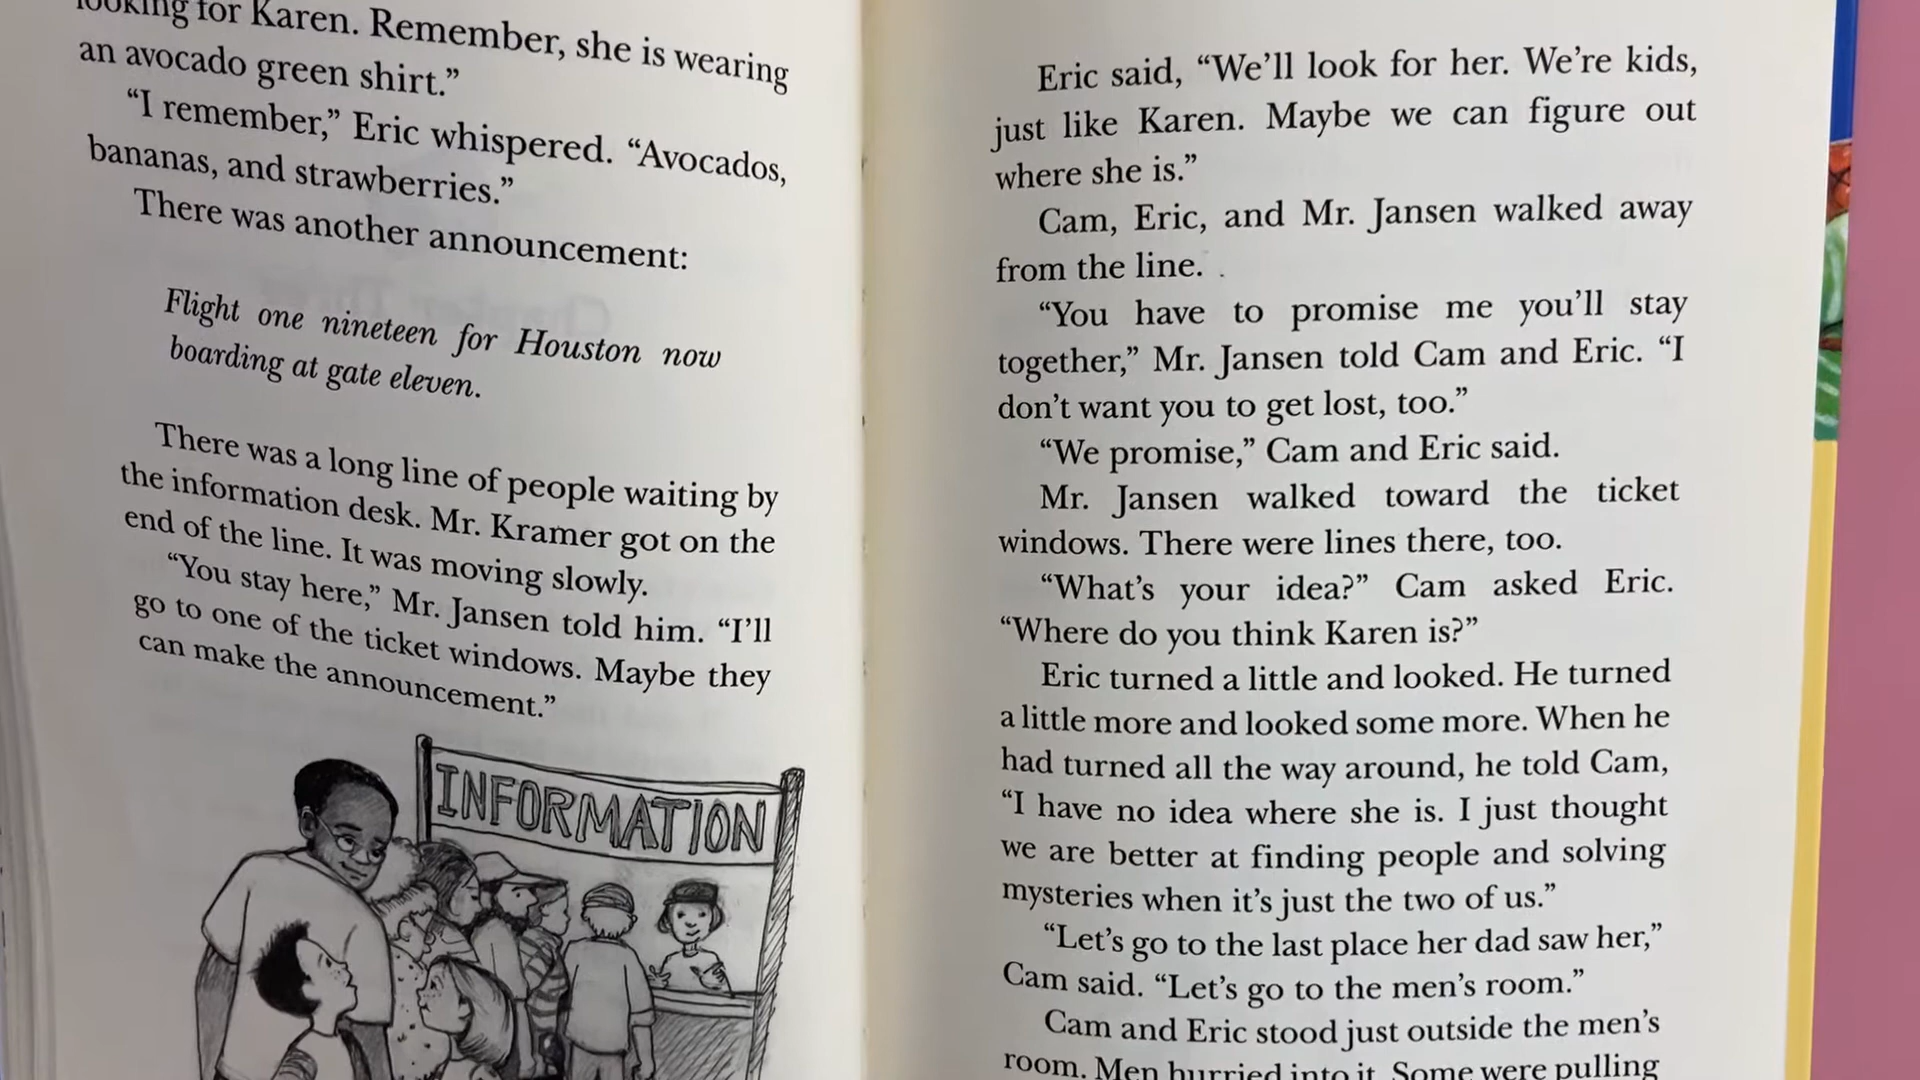 looking for Karen. Remember, she is wearing
an avocado green shirt.”
“I remember,” Eric whispered. “Avocados,
bananas, and strawberries.”
There was another announcement:
Flight one nineteen for Houston now
boarding at gate eleven.
There was a long line of people waiting by
the information desk. Mr. Kramer got on the
end of the line. It was moving slowly.
“You stay here,” Mr. Jansen told him. “I’ll
go to one of the ticket windows. Maybe they
can make the announcement.”
INFORMATION
Eric said, “We’ll look for her. We’re kids,
just like Karen. Maybe we can figure out
where she is.”
Cam, Eric, and Mr. Jansen walked away
from the line.
“You have to promise me you’ll stay
together,” Mr. Jansen told Cam and Eric. “I
don’t want you to get lost, too.”
“We promise,” Cam and Eric said.
Mr. Jansen walked toward the ticket
windows. There were lines there, too.
“What’s your idea?” Cam asked Eric.
“Where do you think Karen is?”
Eric turned a little and looked. He turned
a little more and looked some more. When he
had turned all the way around, he told Cam,
“I have no idea where she is. I just thought
we are better at finding people and solving
mysteries when it’s just the two of us.”
“Let’s go to the last place her dad saw her,”
Cam said. “Let’s go to the men’s room.”
Cam and Eric stood just outside the men’s
room. Men hurried into it. Some were pulling